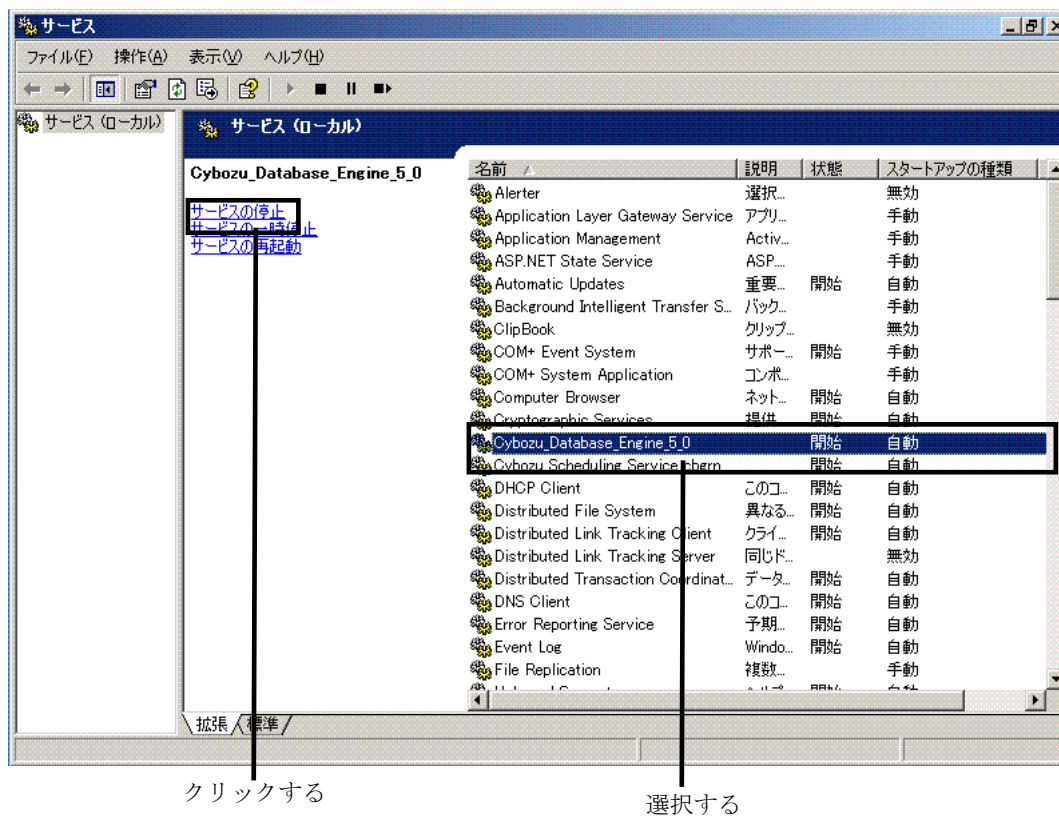 サービス
ファイル(F) 操作(A) 表示(V) ヘルプ(H)
サービス (ローカル)
サービス (ローカル)
Cybozu_Database_Engine_5_0
サービスの停止
サービスの一時停止
サービスの再起動
名前 説明 状態 スタートアップの種類
Alerter 選択... 無効
Application Layer Gateway Service アプリ... 手動
Application Management Activ... 手動
ASP.NET State Service ASP.... 手動
Automatic Updates 重要... 開始 自動
Background Intelligent Transfer S... バック... 手動
ClipBook クリップ... 無効
COM+ Event System サポー... 開始 手動
COM+ System Application コンポ... 手動
Computer Browser ネット... 開始 自動
Cryptographic Services 提供 開始 自動
Cybozu_Database_Engine_5_0 開始 自動
Cybozu Scheduling Service cbgrn 開始 自動
DHCP Client このコ... 開始 自動
Distributed File System 異なる... 開始 自動
Distributed Link Tracking Client クライ... 開始 自動
Distributed Link Tracking Server 同じド... 無効
Distributed Transaction Coordinat... データ... 開始 自動
DNS Client このコ... 開始 自動
Error Reporting Service 予期... 開始 自動
Event Log Windo... 開始 自動
File Replication 複数... 手動
拡張 標準
クリックする
選択する